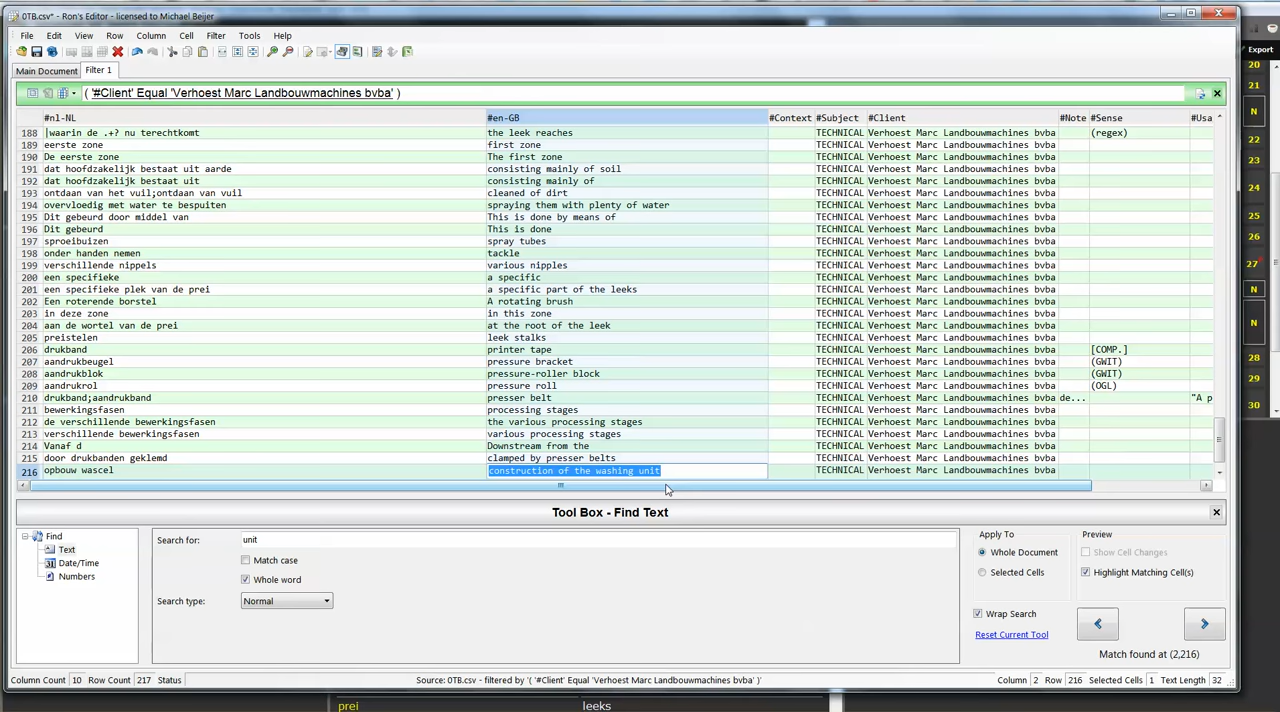 0TB.csv* - Ron's Editor - licensed to Michael Beijer
File Edit View Row Column Cell Filter Tools Help
Export
Main Document Filter 1
( '#Client' Equal 'Verhoest Marc Landbouwmachines bvba' )
#nl-NL #en-GB #Context #Subject #Client #Note #Sense #Usa
188 |waarin de .+? nu terechtkomt the leek reaches TECHNICAL Verhoest Marc Landbouwmachines bvba (regex)
189 eerste zone first zone TECHNICAL Verhoest Marc Landbouwmachines bvba
190 De eerste zone The first zone TECHNICAL Verhoest Marc Landbouwmachines bvba
191 dat hoofdzakelijk bestaat uit aarde consisting mainly of soil TECHNICAL Verhoest Marc Landbouwmachines bvba
192 dat hoofdzakelijk bestaat uit consisting mainly of TECHNICAL Verhoest Marc Landbouwmachines bvba
193 ontdaan van het vuil;ontdaan van vuil cleaned of dirt TECHNICAL Verhoest Marc Landbouwmachines bvba
194 overvloedig met water te bespuiten spraying them with plenty of water TECHNICAL Verhoest Marc Landbouwmachines bvba
195 Dit gebeurd door middel van This is done by means of TECHNICAL Verhoest Marc Landbouwmachines bvba
196 Dit gebeurd This is done TECHNICAL Verhoest Marc Landbouwmachines bvba
197 sproeibuizen spray tubes TECHNICAL Verhoest Marc Landbouwmachines bvba
198 onder handen nemen tackle TECHNICAL Verhoest Marc Landbouwmachines bvba
199 verschillende nippels various nipples TECHNICAL Verhoest Marc Landbouwmachines bvba
200 een specifieke a specific TECHNICAL Verhoest Marc Landbouwmachines bvba
201 een specifieke plek van de prei a specific part of the leeks TECHNICAL Verhoest Marc Landbouwmachines bvba
202 Een roterende borstel A rotating brush TECHNICAL Verhoest Marc Landbouwmachines bvba
203 in deze zone in this zone TECHNICAL Verhoest Marc Landbouwmachines bvba
204 aan de wortel van de prei at the root of the leek TECHNICAL Verhoest Marc Landbouwmachines bvba
205 preistelen leek stalks TECHNICAL Verhoest Marc Landbouwmachines bvba
206 drukband printer tape TECHNICAL Verhoest Marc Landbouwmachines bvba [COMP.]
207 aandrukbeugel pressure bracket TECHNICAL Verhoest Marc Landbouwmachines bvba (GWIT)
208 aandrukblok pressure-roller block TECHNICAL Verhoest Marc Landbouwmachines bvba (GWIT)
209 aandrukrol pressure roll TECHNICAL Verhoest Marc Landbouwmachines bvba (OGL)
210 drukband;aandrukband presser belt TECHNICAL Verhoest Marc Landbouwmachines bvba de... "A p
211 bewerkingsfasen processing stages TECHNICAL Verhoest Marc Landbouwmachines bvba
212 de verschillende bewerkingsfasen the various processing stages TECHNICAL Verhoest Marc Landbouwmachines bvba
213 verschillende bewerkingsfasen various processing stages TECHNICAL Verhoest Marc Landbouwmachines bvba
214 Vanaf d Downstream from the TECHNICAL Verhoest Marc Landbouwmachines bvba
215 door drukbanden geklemd clamped by presser belts TECHNICAL Verhoest Marc Landbouwmachines bvba
216 opbouw wascel construction of the washing unit TECHNICAL Verhoest Marc Landbouwmachines bvba
20
21
N
22
23
24
25
26
27
N
N
28
29
30
Tool Box - Find Text
Find
Text
Date/Time
Numbers
Search for: unit
Match case
Whole word
Search type: Normal
Apply To
Whole Document
Selected Cells
Preview
Show Cell Changes
Highlight Matching Cell(s)
Wrap Search
Reset Current Tool
Match found at (2,216)
Column Count 10 Row Count 217 Status Source: 0TB.csv - filtered by '( '#Client' Equal 'Verhoest Marc Landbouwmachines bvba' )' Column 2 Row 216 Selected Cells 1 Text Length 32
prei leeks